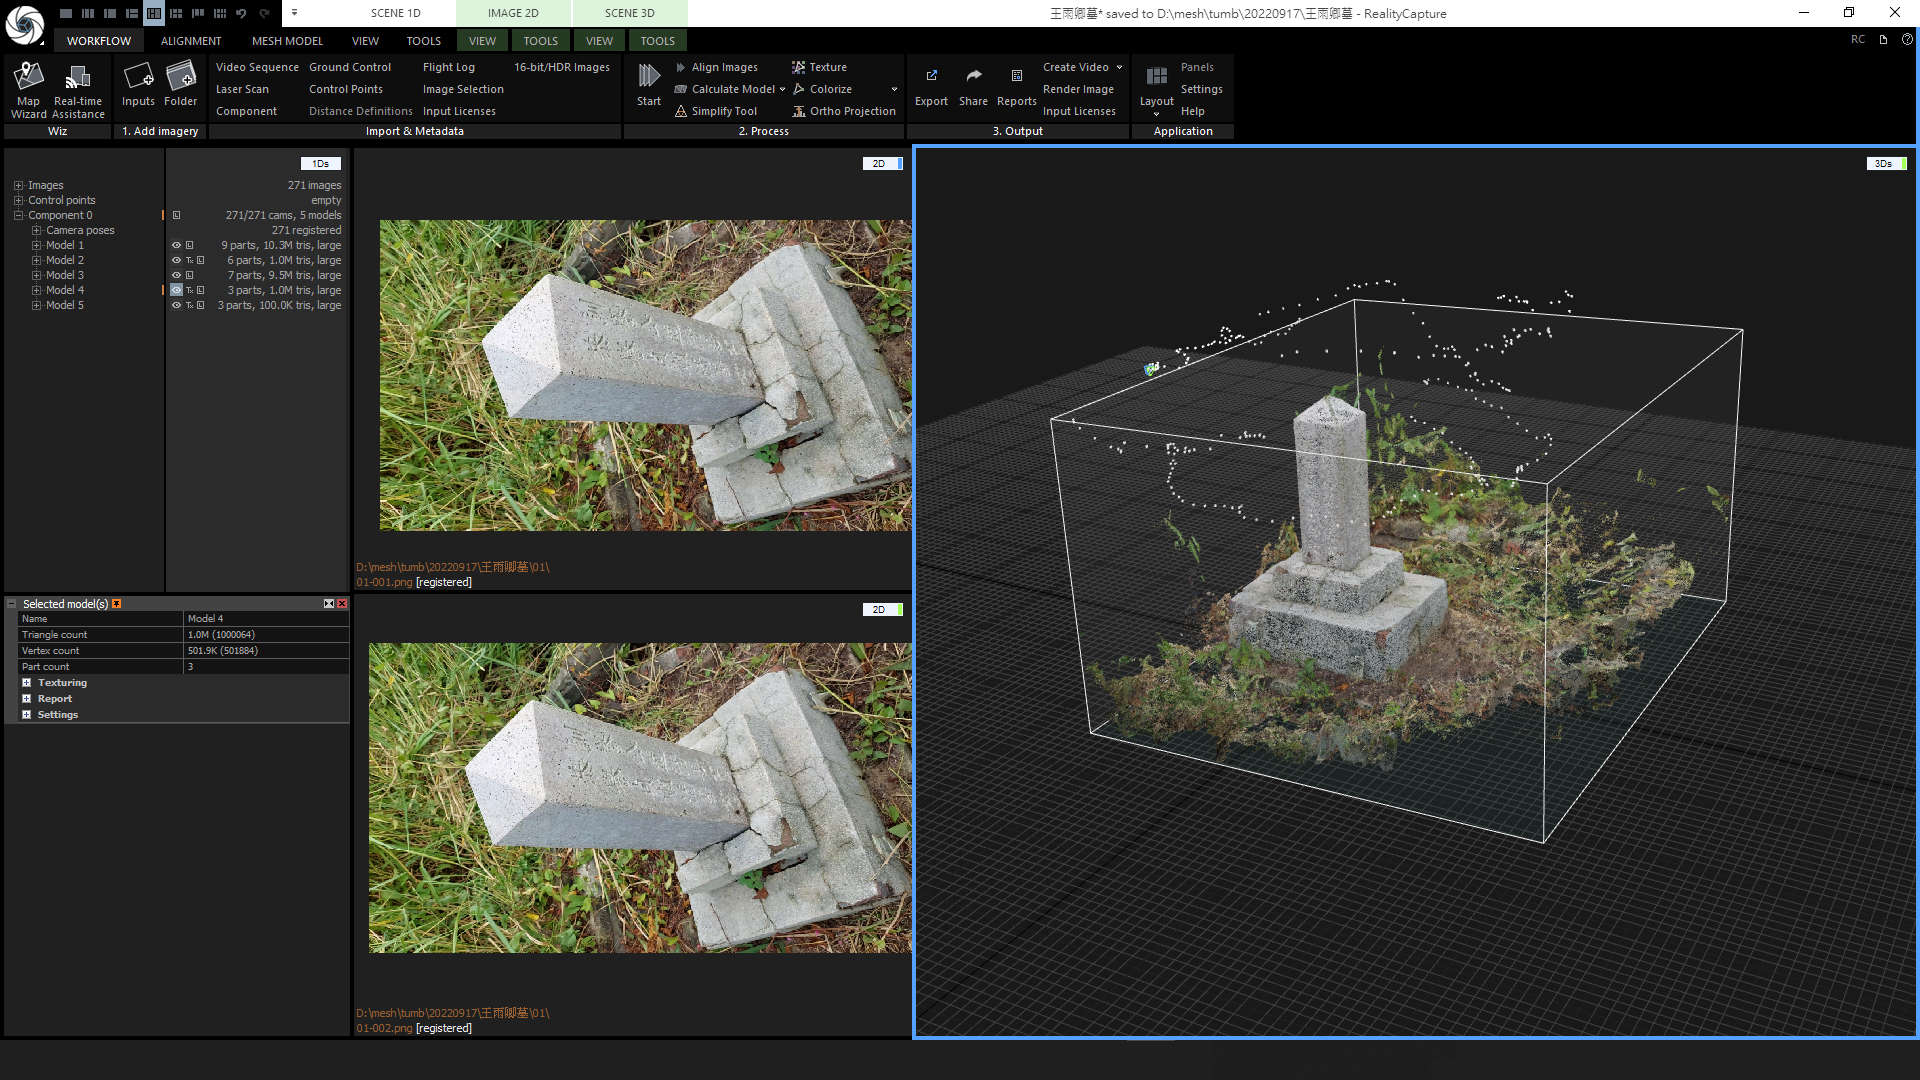 SCENE 1D IMAGE 2D SCENE 3D 王雨卿墓* saved to D:\mesh\tumb\20220917\王雨卿墓 - RealityCapture
WORKFLOW ALIGNMENT MESH MODEL VIEW TOOLS VIEW TOOLS VIEW TOOLS RC
Video Sequence Ground Control Flight Log 16-bit/HDR Images Align Images Texture Create Video Panels
Laser Scan Control Points Image Selection Calculate Model Colorize Render Image Settings
Map Wizard Real-time Assistance Inputs Folder Start Export Share Reports Layout
Component Distance Definitions Input Licenses Simplify Tool Ortho Projection Input Licenses Help
Wiz 1. Add imagery Import & Metadata 2. Process 3. Output Application
1Ds
2D
3Ds
Images 271 images
Control points empty
Component 0 271/271 cams, 5 models
Camera poses 271 registered
Model 1 9 parts, 10.3M tris, large
Model 2 6 parts, 1.0M tris, large
Model 3 7 parts, 9.5M tris, large
Model 4 3 parts, 1.0M tris, large
Model 5 3 parts, 100.0K tris, large
D:\mesh\tumb\20220917\王雨卿墓\01\
01-001.png [registered]
Selected model(s)
Name Model 4
Triangle count 1.0M (1000064)
Vertex count 501.9K (501884)
Part count 3
Texturing
Report
Settings
2D
D:\mesh\tumb\20220917\王雨卿墓\01\
01-002.png [registered]